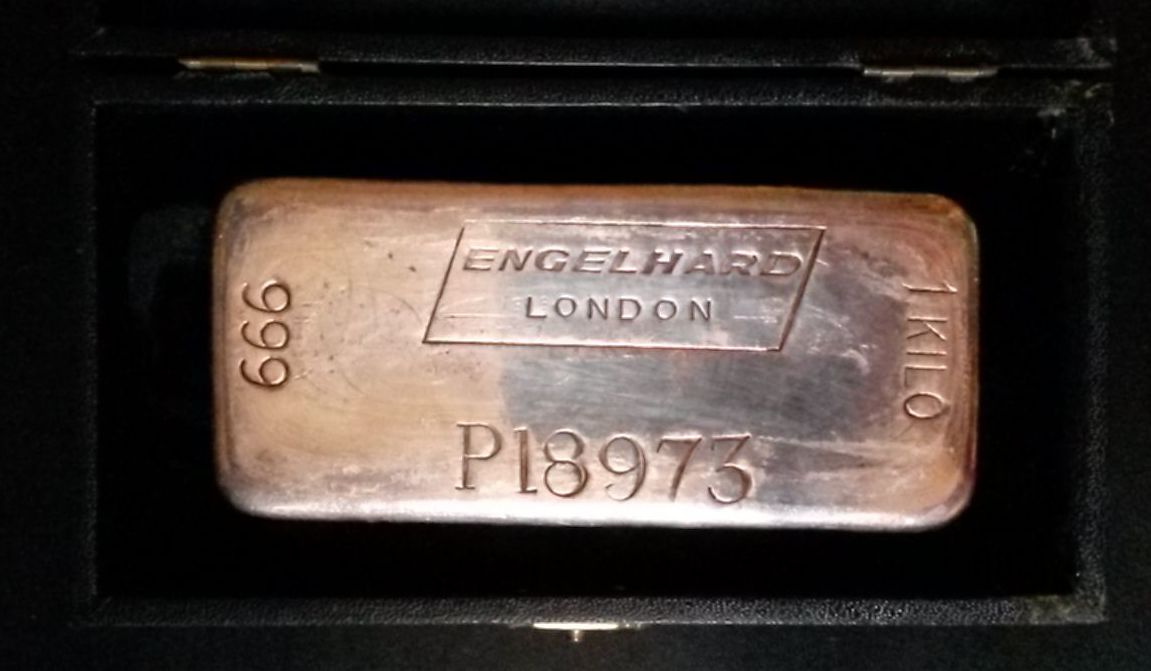 ENGELHARD
LONDON
999
1 KILO
P18973